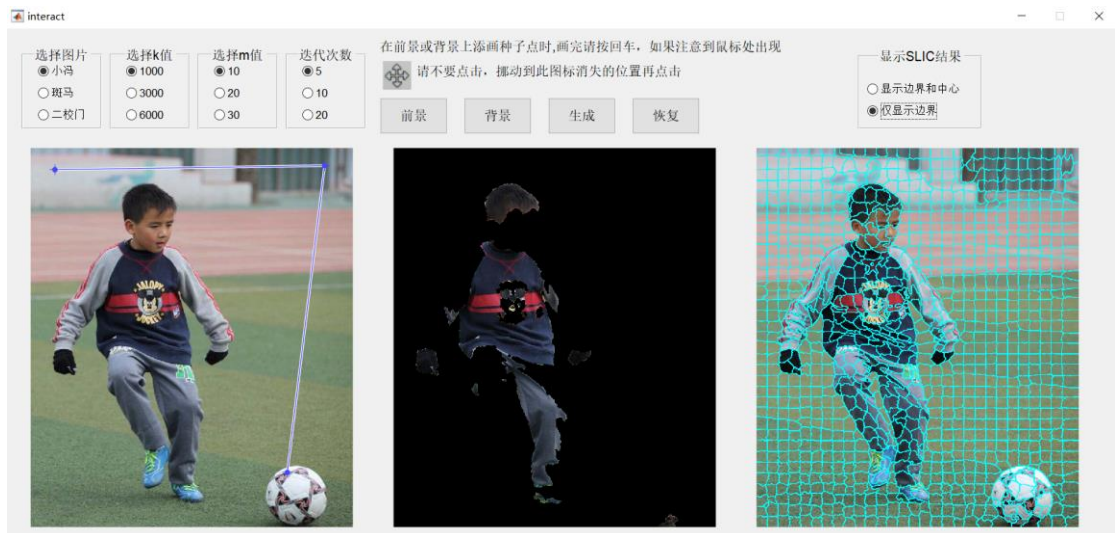 interact
选择图片
小冯
斑马
二校门
选择k值
1000
3000
6000
选择m值
10
20
30
迭代次数
5
10
20
在前景或背景上添画种子点时,画完请按回车，如果注意到鼠标处出现
请不要点击，挪动到此图标消失的位置再点击
前景
背景
生成
恢复
显示SLIC结果
显示边界和中心
仅显示边界
JALOPY